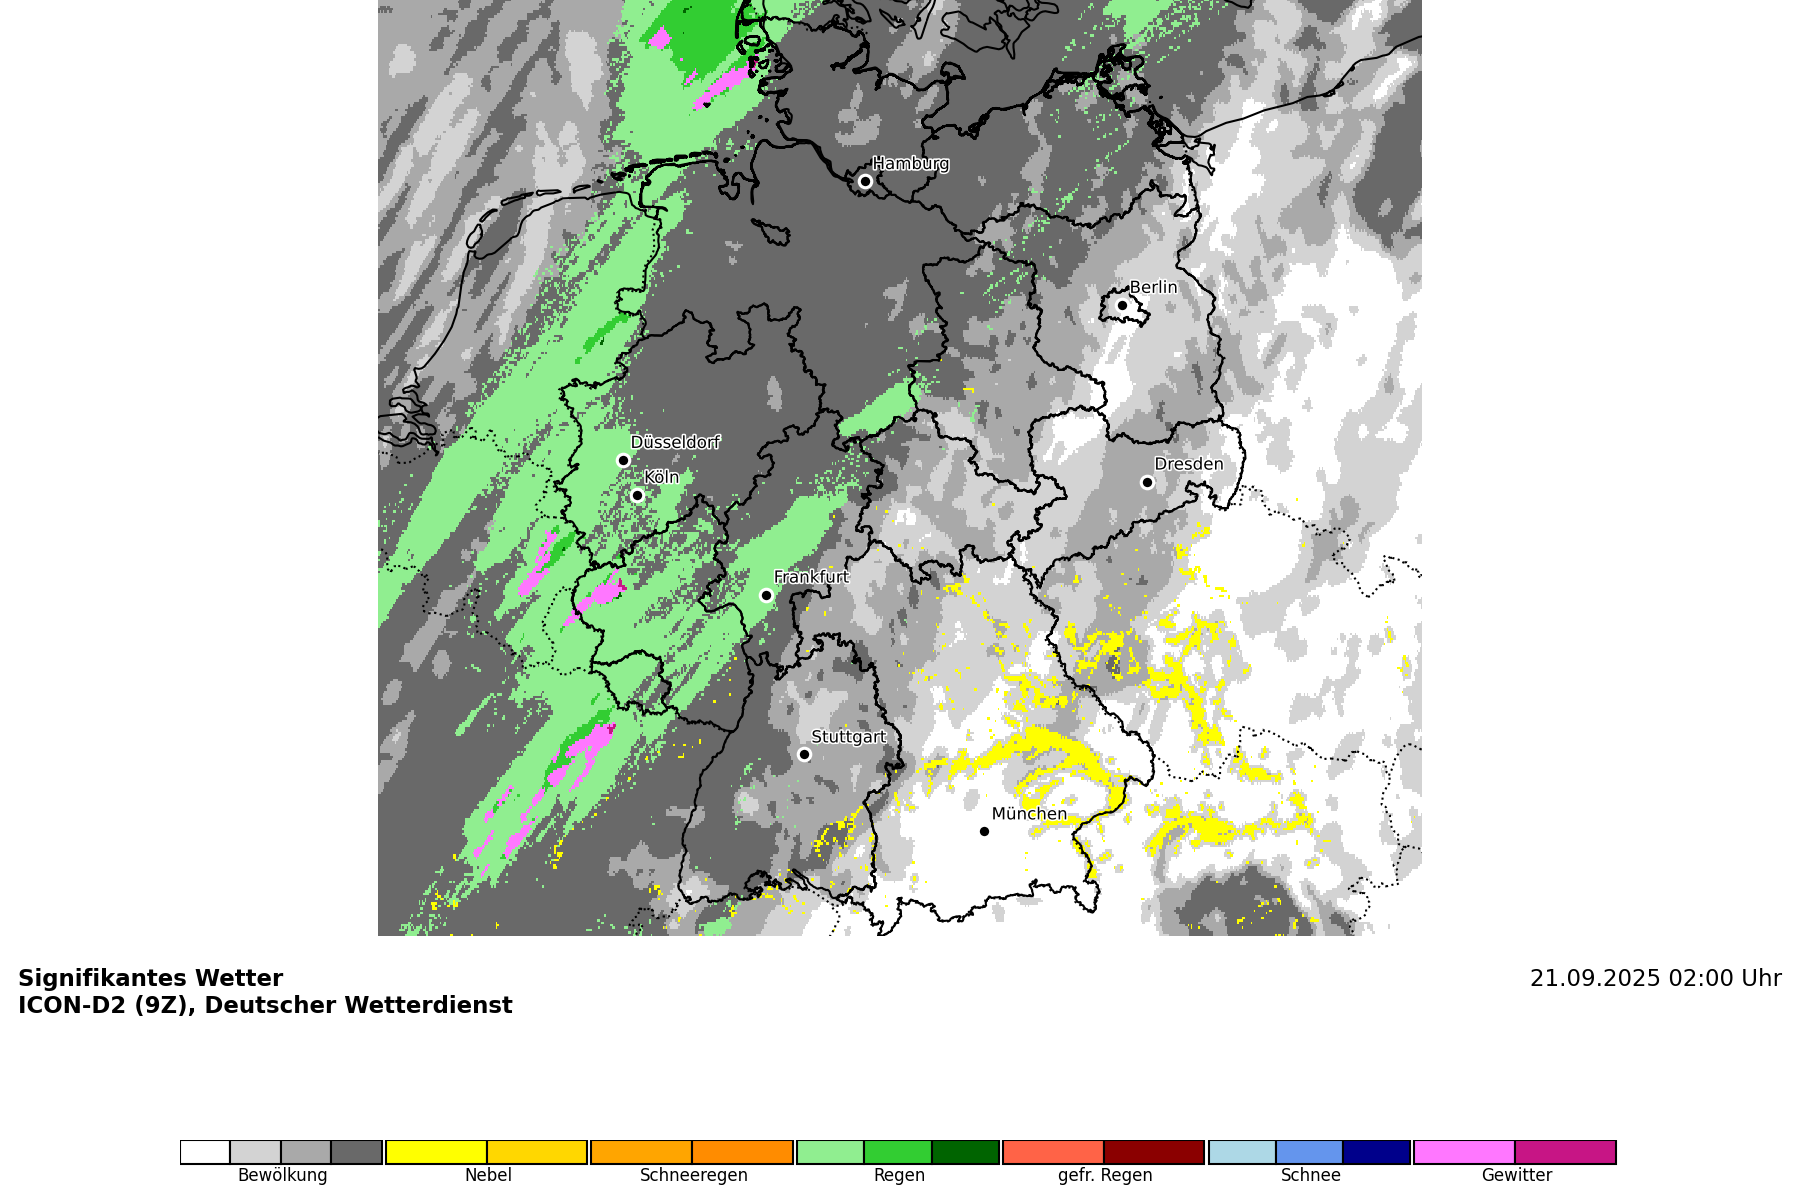 Hamburg
Berlin
Düsseldorf
Köln
Dresden
Frankfurt
Stuttgart
München
Signifikantes Wetter
21.09.2025 02:00 Uhr
ICON-D2 (9Z), Deutscher Wetterdienst
Bewölkung Nebel Schneeregen Regen gefr. Regen Schnee Gewitter